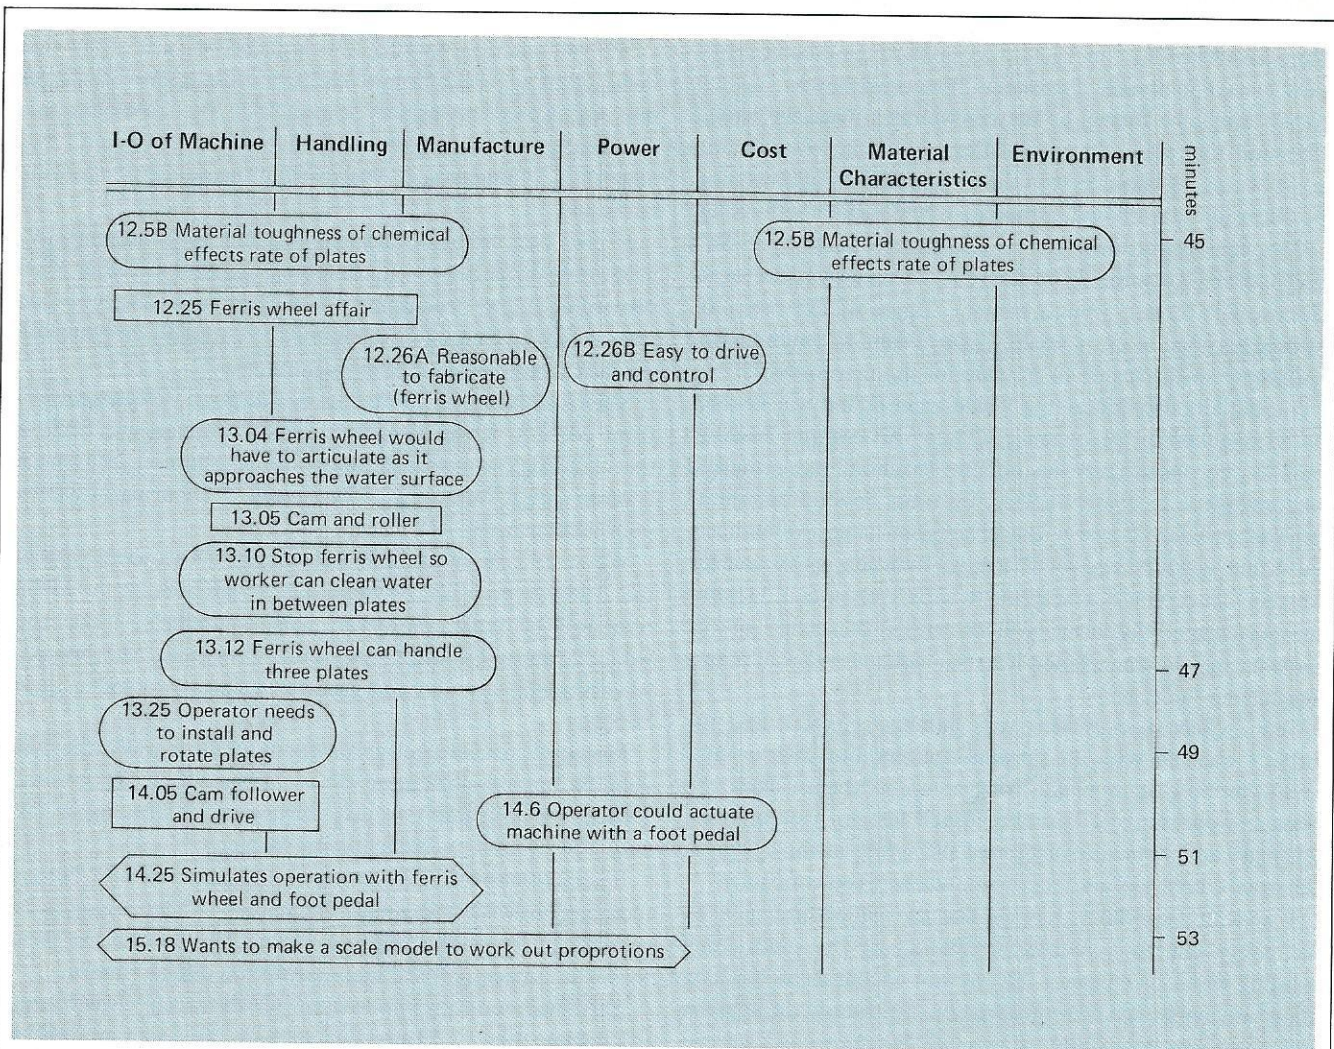 I-O of Machine
Handling
Manufacture
Power
Cost
Material
Characteristics
Environment
minutes
12.5B Material toughness of chemical
effects rate of plates
12.5B Material toughness of chemical
effects rate of plates
45
12.25 Ferris wheel affair
12.26A Reasonable
to fabricate
(ferris wheel)
12.26B Easy to drive
and control
13.04 Ferris wheel would
have to articulate as it
approaches the water surface
13.05 Cam and roller
13.10 Stop ferris wheel so
worker can clean water
in between plates
13.12 Ferris wheel can handle
three plates
47
13.25 Operator needs
to install and
rotate plates
49
14.05 Cam follower
and drive
14.6 Operator could actuate
machine with a foot pedal
51
14.25 Simulates operation with ferris
wheel and foot pedal
15.18 Wants to make a scale model to work out proprotions
53